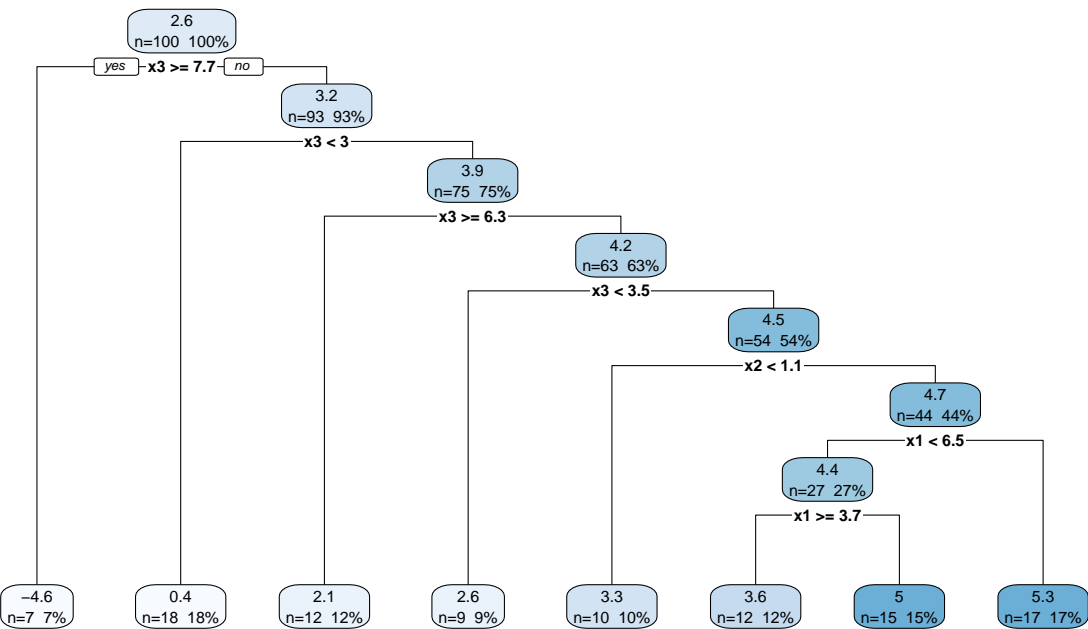 2.6
n=100 100%
yes x3 >= 7.7 no
3.2
n=93 93%
x3 < 3
3.9
n=75 75%
x3 >= 6.3
4.2
n=63 63%
x3 < 3.5
4.5
n=54 54%
x2 < 1.1
4.7
n=44 44%
x1 < 6.5
4.4
n=27 27%
x1 >= 3.7
−4.6
n=7 7%
0.4
n=18 18%
2.1
n=12 12%
2.6
n=9 9%
3.3
n=10 10%
3.6
n=12 12%
5
n=15 15%
5.3
n=17 17%